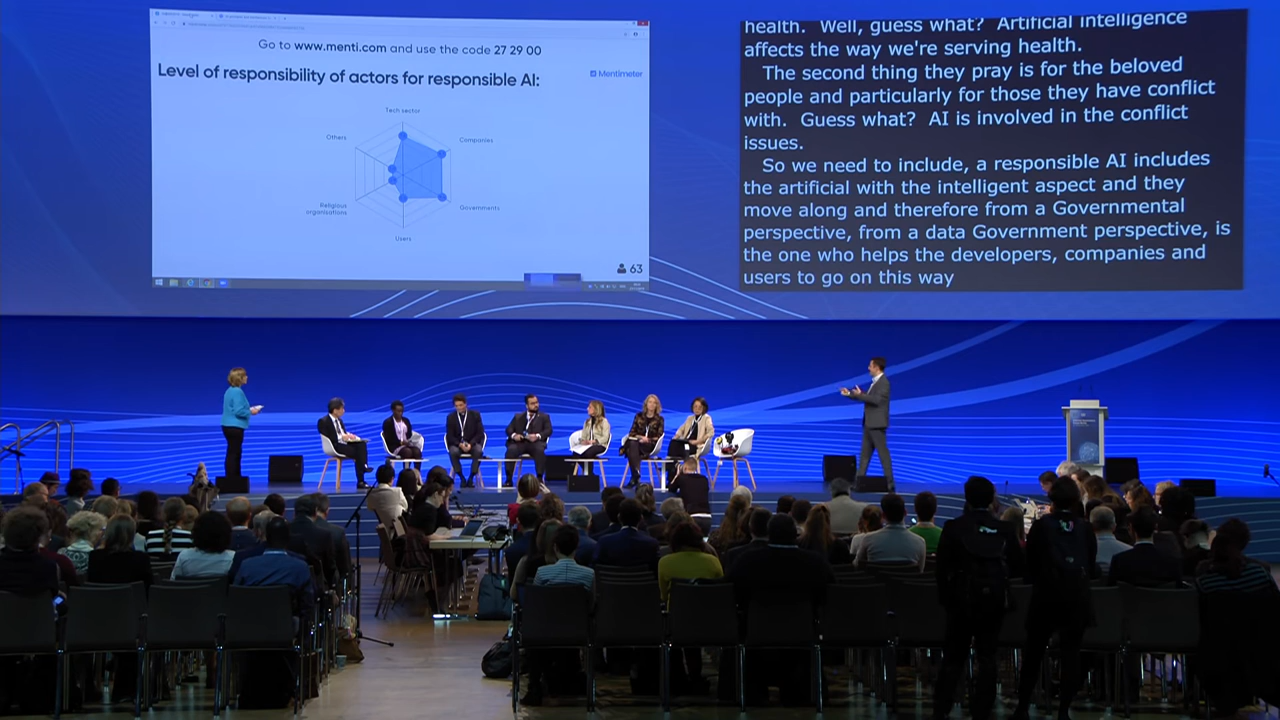 Go to www.menti.com and use the code 27 29 00
Level of responsibility of actors for responsible AI:
Mentimeter
Tech sector
Others
Companies
Religious
organisations
Governments
Users
63
health. Well, guess what? Artificial intelligence
affects the way we're serving health.
The second thing they pray is for the beloved
people and particularly for those they have conflict
with. Guess what? AI is involved in the conflict
issues.
So we need to include, a responsible AI includes
the artificial with the intelligent aspect and they
move along and therefore from a Governmental
perspective, from a data Government perspective, is
the one who helps the developers, companies and
users to go on this way